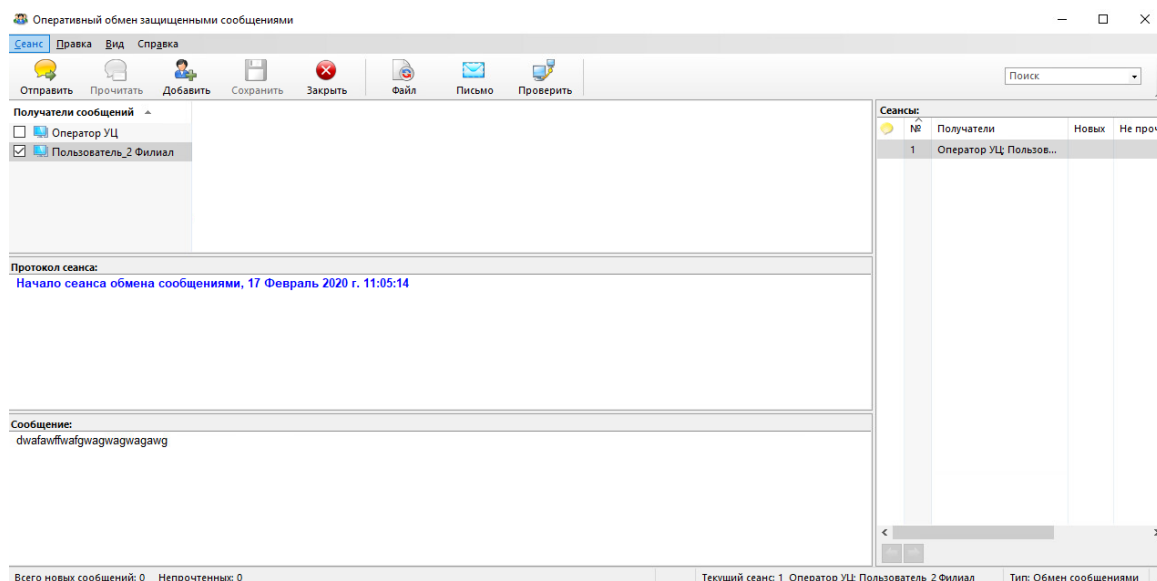 Оперативный обмен защищенными сообщениями
Сеанс Правка Вид Справка
Отправить Прочитать Добавить Сохранить Закрыть Файл Письмо Проверить
Поиск
Получатели сообщений
Оператор УЦ
Пользователь_2 Филиал
Сеансы:
№ Получатели Новых Не проч
1 Оператор УЦ; Пользов...
Протокол сеанса:
Начало сеанса обмена сообщениями, 17 Февраль 2020 г. 11:05:14
Сообщение:
dwafawffwafgwagwagwagawg
Всего новых сообщений: 0 Непрочтенных: 0
Текущий сеанс: 1 Оператор УЦ; Пользователь_2 Филиал
Тип: Обмен сообщениями